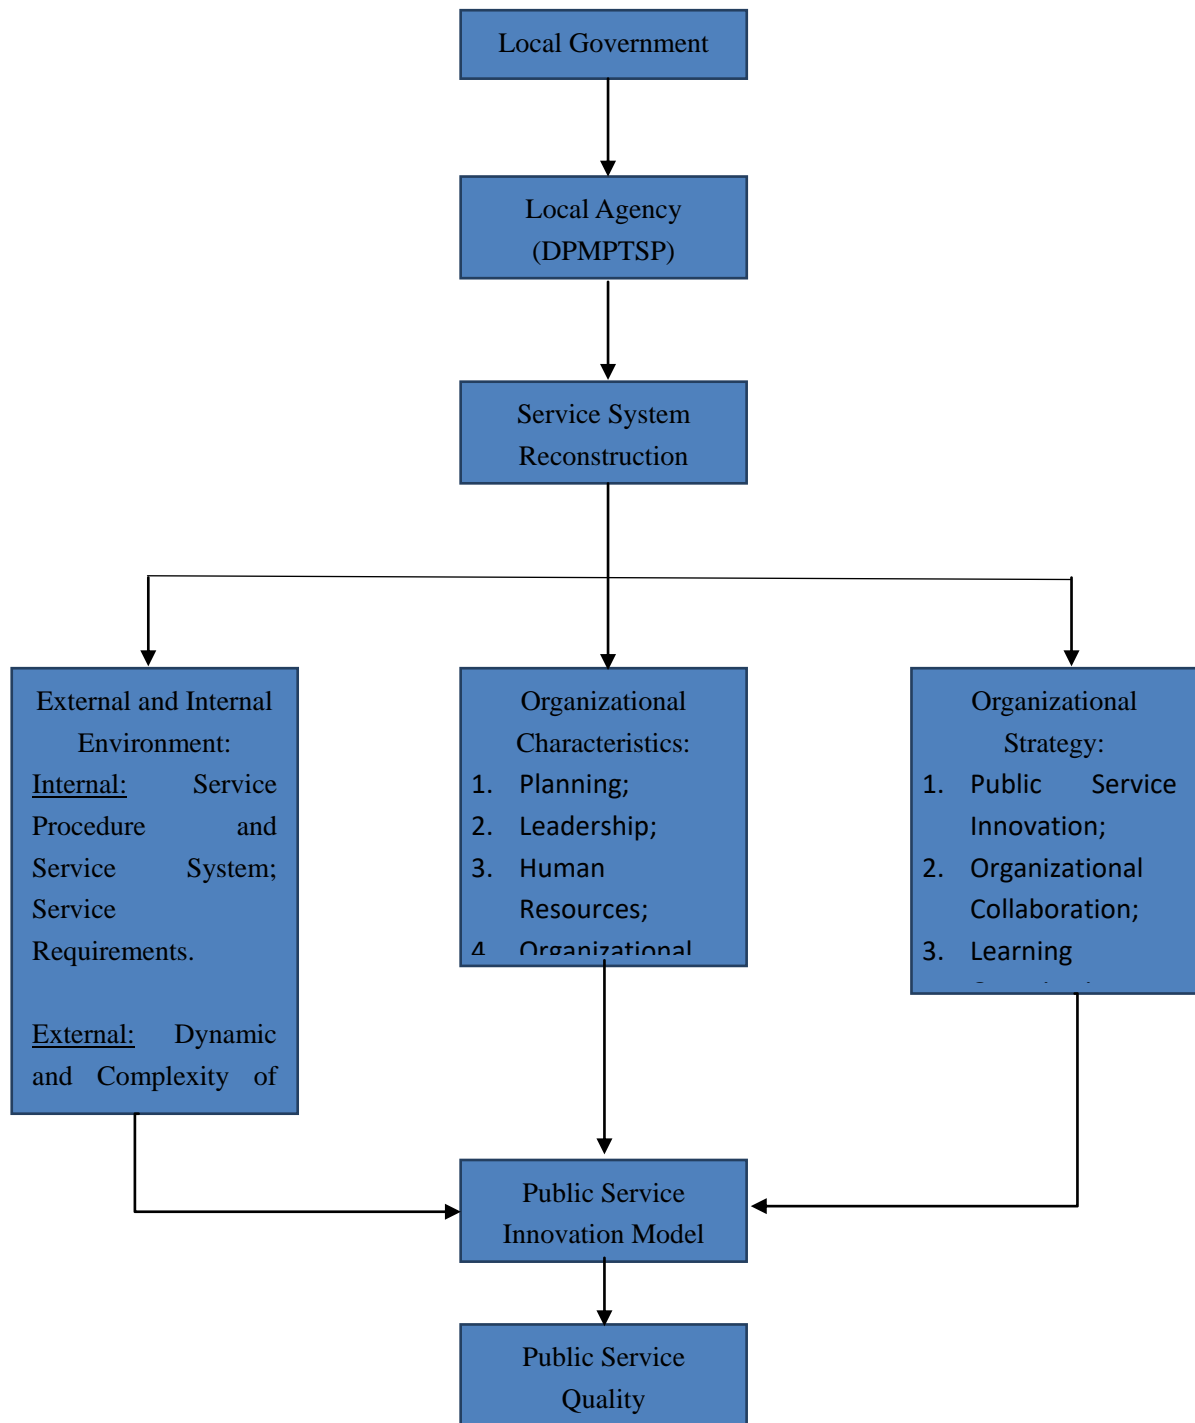 Local Government
Local Agency
(DPMPTSP)
Service System
Reconstruction
External and Internal
Environment:
Internal: Service
Procedure and
Service System;
Service
Requirements.
External: Dynamic
and Complexity of
Organizational
Characteristics:
1. Planning;
2. Leadership;
3. Human
Resources;
4. Organizational
Organizational
Strategy:
1. Public Service
Innovation;
2. Organizational
Collaboration;
3. Learning
Public Service
Innovation Model
Public Service
Quality